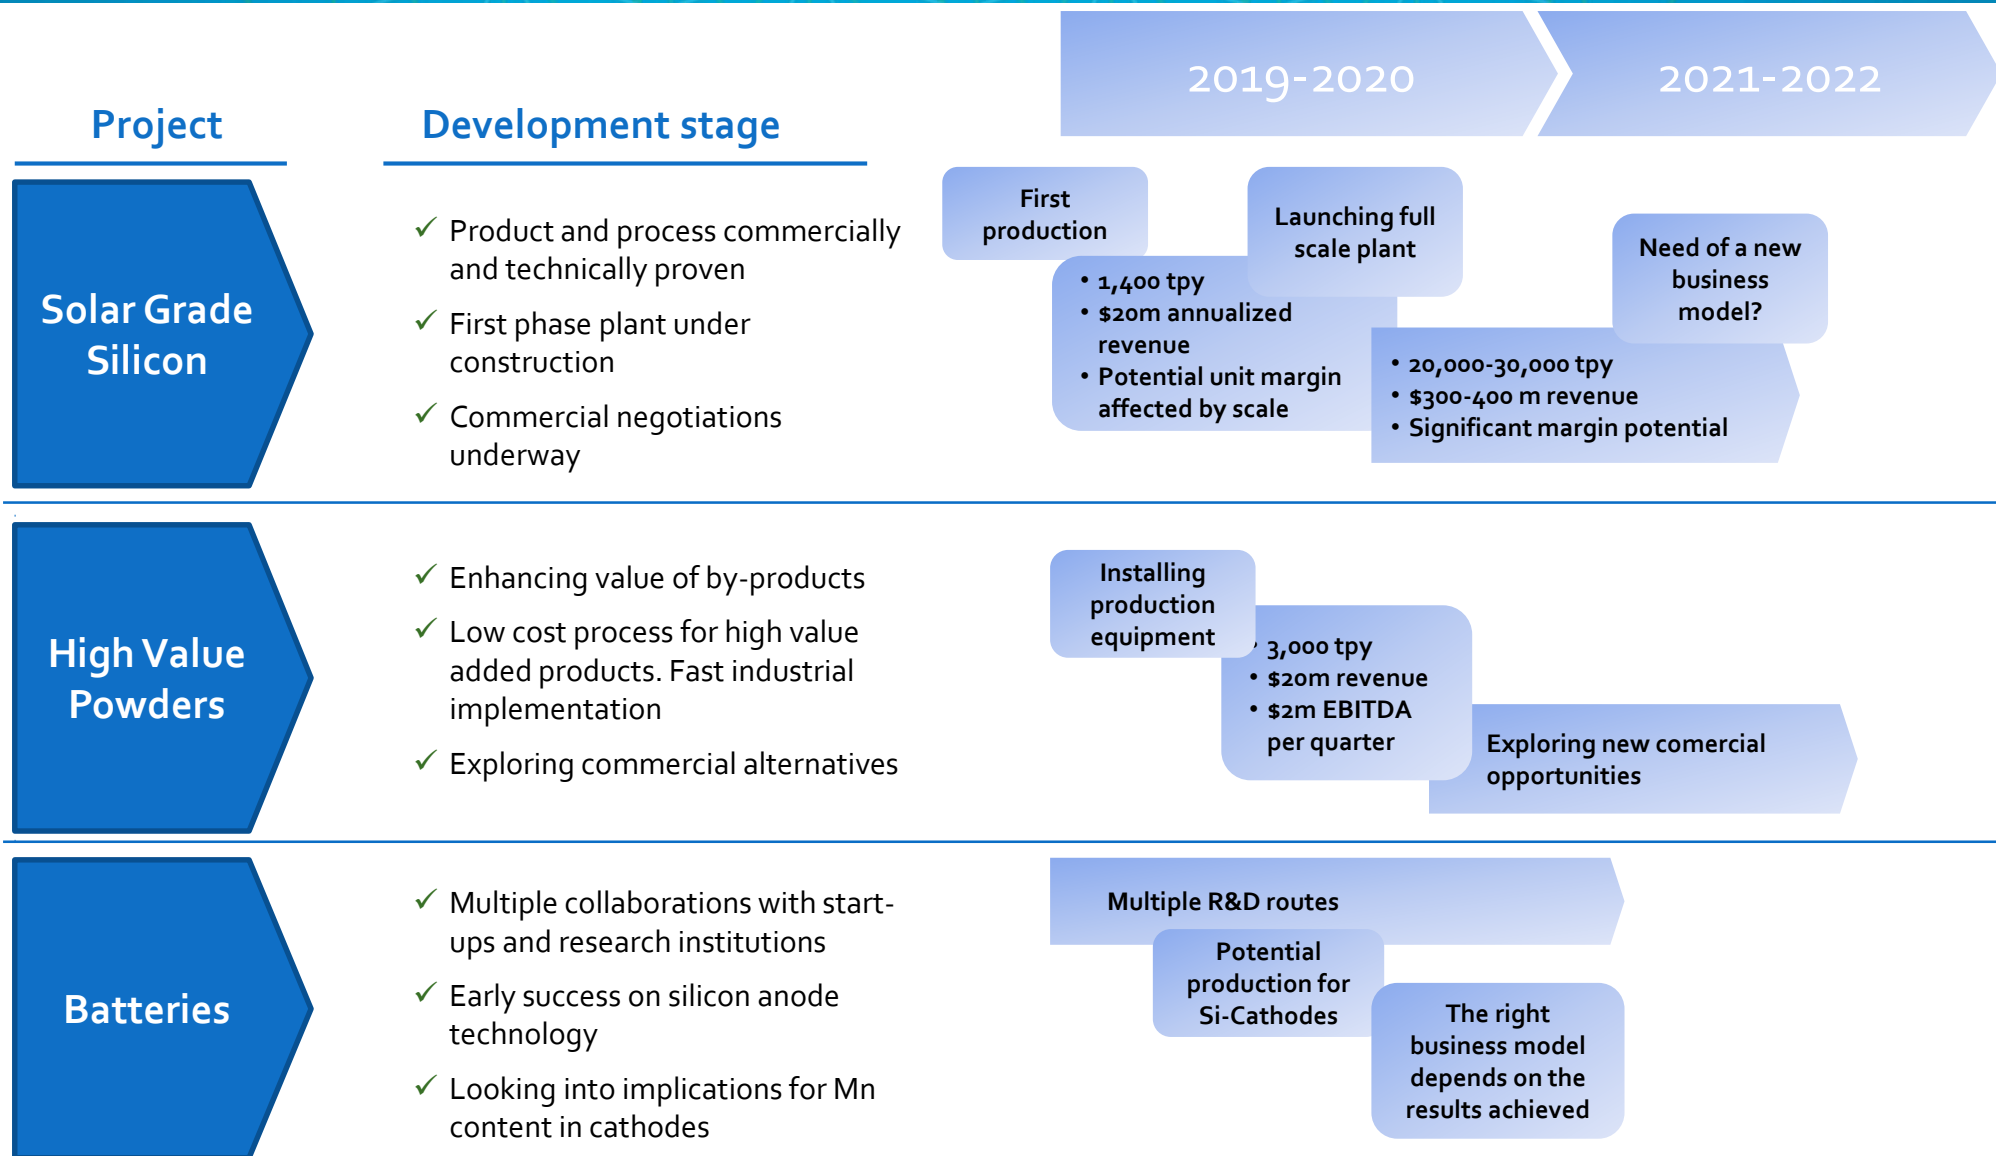 2019-2020
2021-2022
Project
Development stage
Solar Grade
Silicon
✓ Product and process commercially
and technically proven
✓ First phase plant under
construction
✓ Commercial negotiations
underway
First
production
• 1,400 tpy
• $20m annualized
revenue
• Potential unit margin
affected by scale
Launching full
scale plant
• 20,000-30,000 tpy
• $300-400 m revenue
• Significant margin potential
Need of a new
business
model?
High Value
Powders
✓ Enhancing value of by-products
✓ Low cost process for high value
added products. Fast industrial
implementation
✓ Exploring commercial alternatives
Installing
production
equipment
• 3,000 tpy
• $20m revenue
• $2m EBITDA
per quarter
Exploring new comercial
opportunities
Batteries
✓ Multiple collaborations with start-
ups and research institutions
✓ Early success on silicon anode
technology
✓ Looking into implications for Mn
content in cathodes
Multiple R&D routes
Potential
production for
Si-Cathodes
The right
business model
depends on the
results achieved